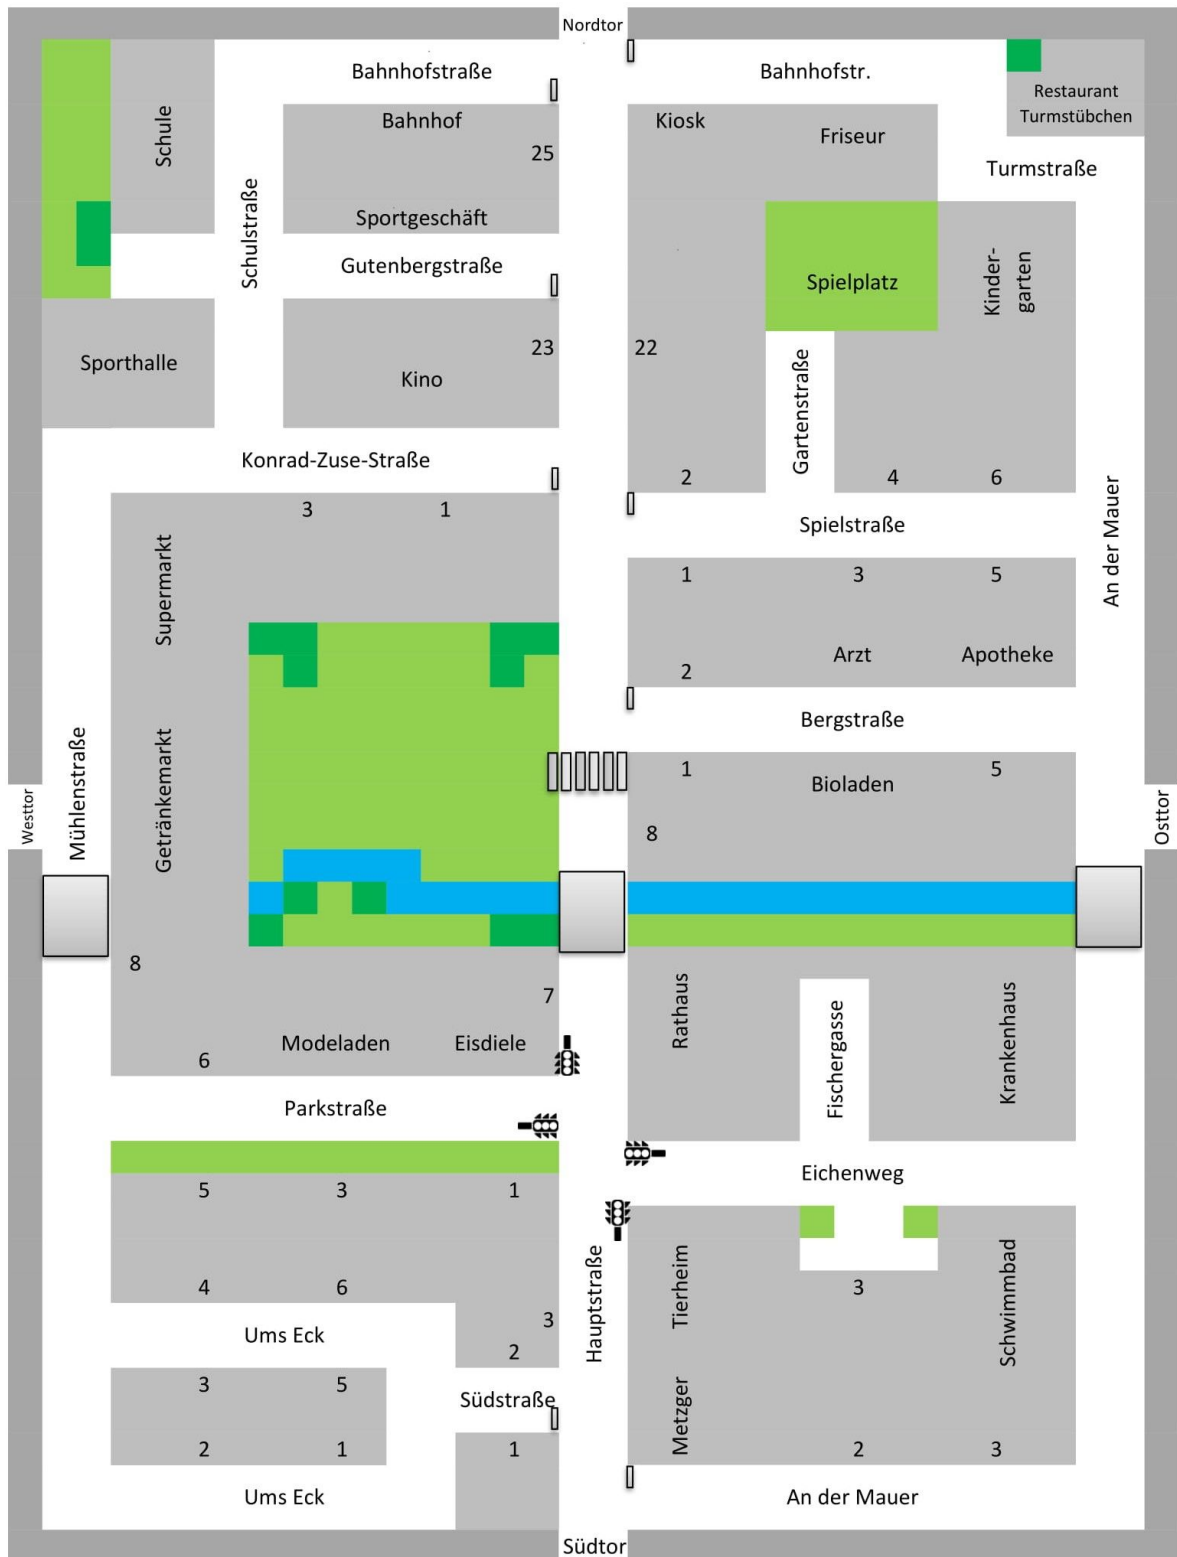 Nordtor
Bahnhofstraße
Bahnhofstr.
Restaurant
Turmstübchen
Schule
Bahnhof
Kiosk
Friseur
25
Turmstraße
Sportgeschäft
Schulstraße
Gutenbergstraße
Spielplatz
Kinder-
garten
Sporthalle
23
22
Kino
Gartenstraße
Konrad-Zuse-Straße
2
4
6
An der Mauer
3
1
Spielstraße
Supermarkt
1
3
5
2
Arzt
Apotheke
Bergstraße
Mühlenstraße
Getränkemarkt
1
Bioladen
5
Westtor
8
Osttor
8
7
Rathaus
Fischergasse
Krankenhaus
6
Modeladen
Eisdiele
Parkstraße
Eichenweg
5
3
1
Tierheim
3
Schwimmbad
4
6
Hauptstraße
3
Ums Eck
2
3
5
Südstraße
Metzger
2
1
1
2
3
Ums Eck
An der Mauer
Südtor